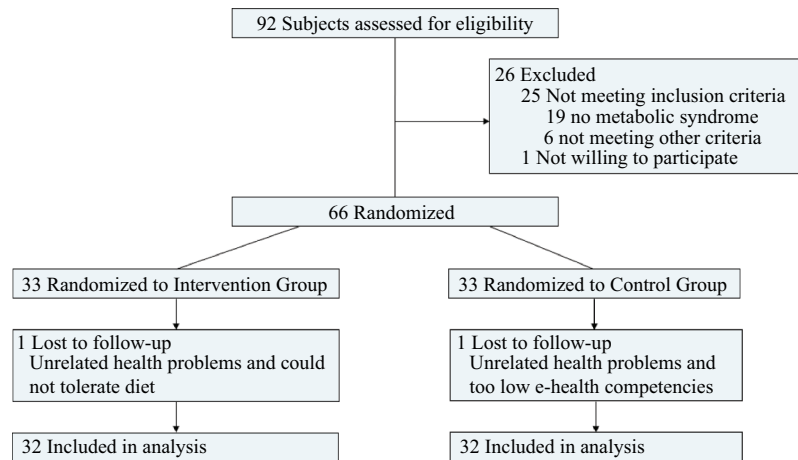 92 Subjects assessed for eligibility
26 Excluded
25 Not meeting inclusion criteria
19 no metabolic syndrome
6 not meeting other criteria
1 Not willing to participate
66 Randomized
33 Randomized to Intervention Group
33 Randomized to Control Group
1 Lost to follow-up
Unrelated health problems and could
not tolerate diet
1 Lost to follow-up
Unrelated health problems and
too low e-health competencies
32 Included in analysis
32 Included in analysis